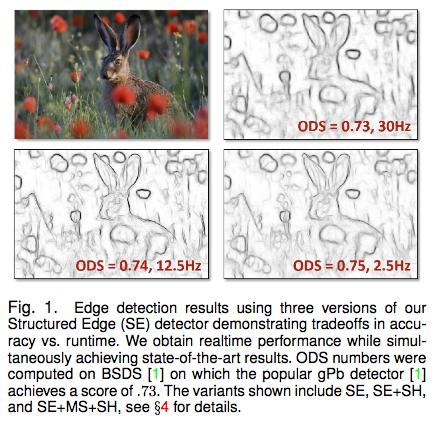 ODS = 0.73, 30Hz
ODS = 0.74, 12.5Hz
ODS = 0.75, 2.5Hz
Fig. 1. Edge detection results using three versions of our
Structured Edge (SE) detector demonstrating tradeoffs in accu-
racy vs. runtime. We obtain realtime performance while simul-
taneously achieving state-of-the-art results. ODS numbers were
computed on BSDS [1] on which the popular gPb detector [1]
achieves a score of .73. The variants shown include SE, SE+SH,
and SE+MS+SH, see §4 for details.